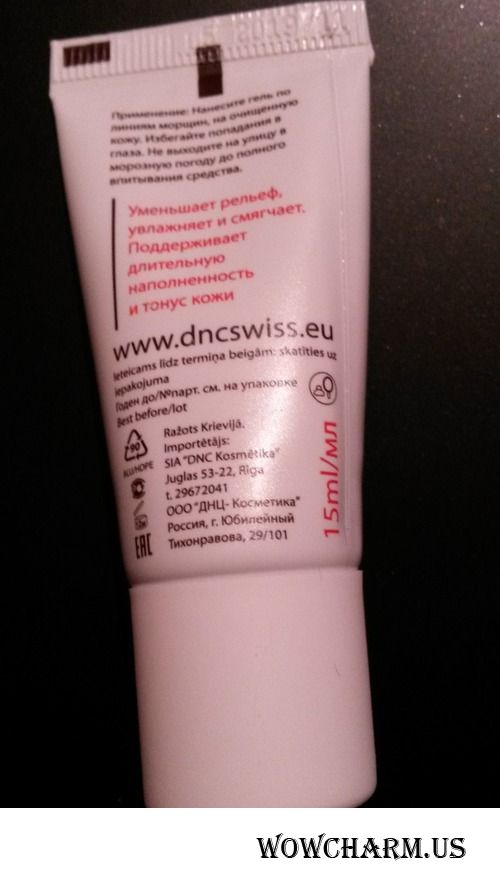 Применение: Нанесите гель по
линиям морщин, на очищенную
кожу. Избегайте попадания в
глаза. Не выходите на улицу в
морозную погоду до полного
впитывания средства.
Уменьшает рельеф,
увлажняет и смягчает.
Поддерживает
длительную
наполненность
и тонус кожи
www.dncswiss.eu
Ieteicams līdz termiņa beigām: skatīties uz
iepakojuma
Годен до/№парт. см. на упаковке
Best before/lot
Ražots Krievijā.
Importētājs:
SIA "DNC Kosmētika"
Juglas 53-22, Rīga
t. 29672041
ООО "ДНЦ- Косметика"
Россия, г. Юбилейный
Тихонравова, 29/101
90
EAC
15ml/мл
WOWCHARM.US